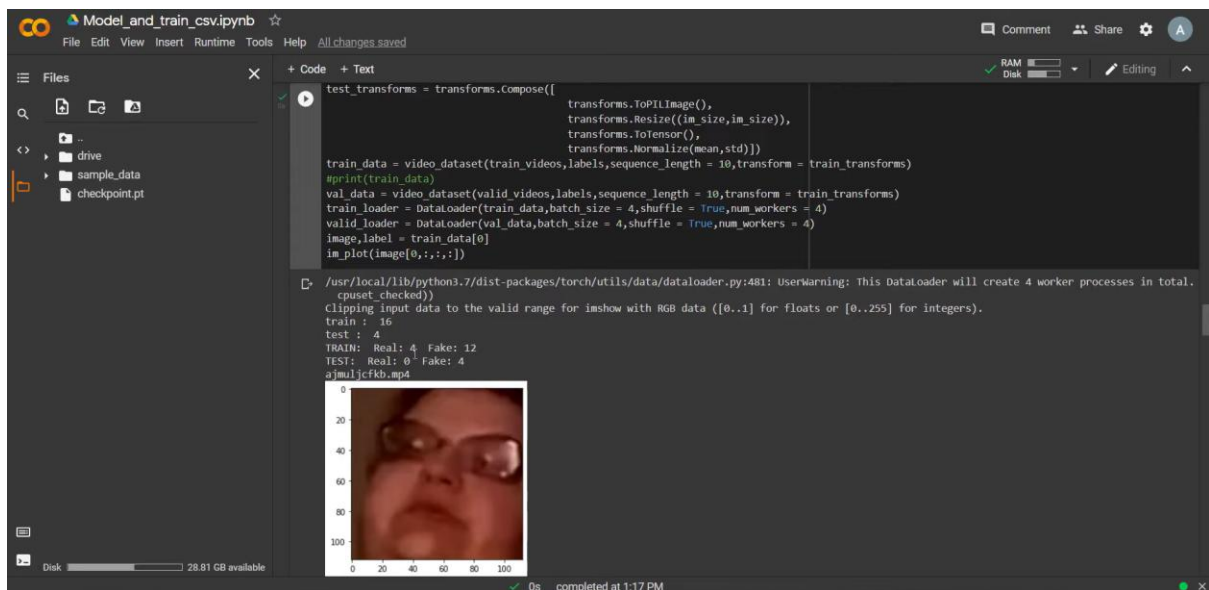 Model_and_train_csv.ipynb
Comment Share A
File Edit View Insert Runtime Tools Help All changes saved
Files
+ Code + Text
RAM
Disk
Editing
..
drive
sample_data
checkpoint.pt
test_transforms = transforms.Compose([
transforms.ToPILImage(),
transforms.Resize((im_size,im_size)),
transforms.ToTensor(),
transforms.Normalize(mean,std)])
train_data = video_dataset(train_videos,labels,sequence_length = 10,transform = train_transforms)
#print(train_data)
val_data = video_dataset(valid_videos,labels,sequence_length = 10,transform = train_transforms)
train_loader = DataLoader(train_data,batch_size = 4,shuffle = True,num_workers = 4)
valid_loader = DataLoader(val_data,batch_size = 4,shuffle = True,num_workers = 4)
image,label = train_data[0]
im_plot(image[0,:,:,:])
/usr/local/lib/python3.7/dist-packages/torch/utils/data/dataloader.py:481: UserWarning: This DataLoader will create 4 worker processes in total.
cpuset_checked))
Clipping input data to the valid range for imshow with RGB data ([0..1] for floats or [0..255] for integers).
train : 16
test : 4
TRAIN: Real: 4 Fake: 12
TEST: Real: 0 Fake: 4
ajmuljcfkb.mp4
0
20
40
60
80
100
0 20 40 60 80 100
Disk 28.81 GB available
0s completed at 1:17 PM